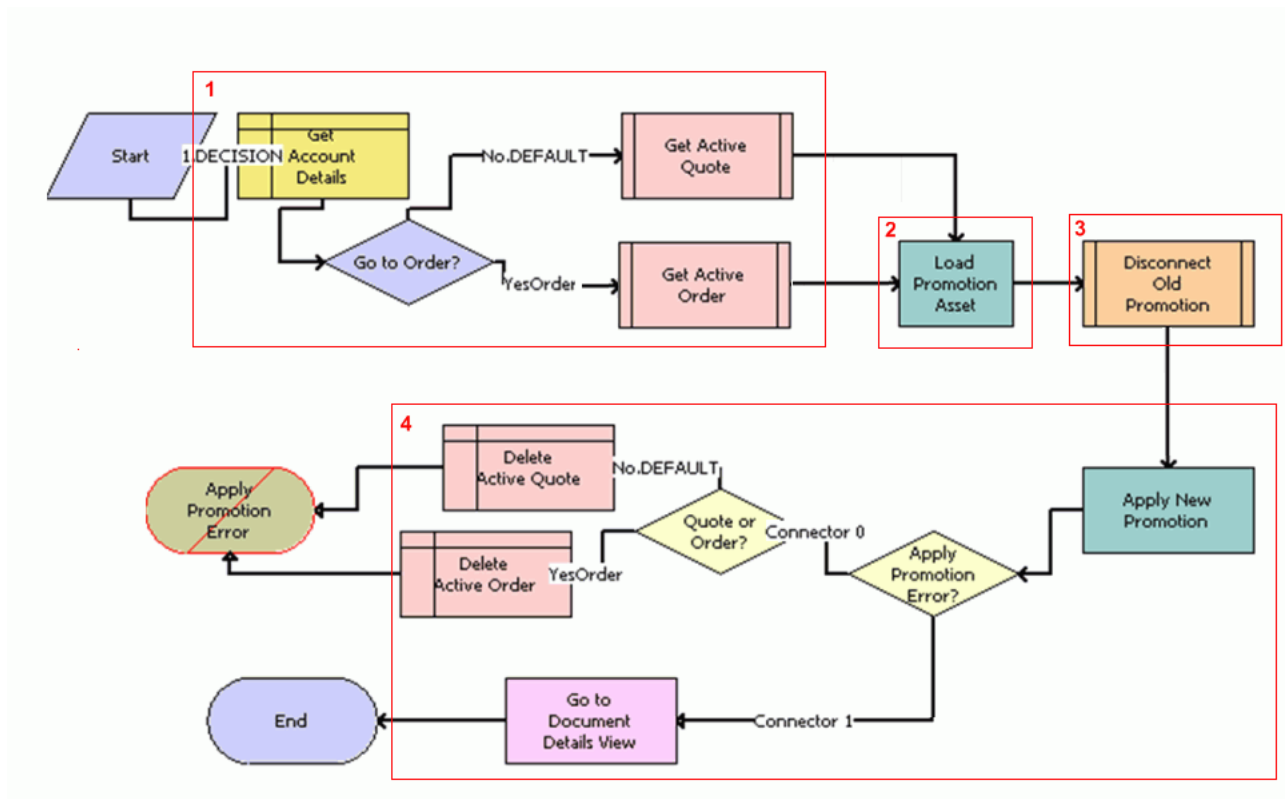 1
Start
1.DECISION
Get
Account
Details
No.DEFAULT
Get Active
Quote
Go to Order?
YesOrder
Get Active
Order
2
Load
Promotion
Asset
3
Disconnect
Old
Promotion
4
Delete
Active Quote
No.DEFAULT
Apply
Promotion
Error
Quote or
Order?
Connector 0
Apply New
Promotion
Delete
Active Order
YesOrder
Apply
Promotion
Error?
End
Go to
Document
Details View
Connector 1